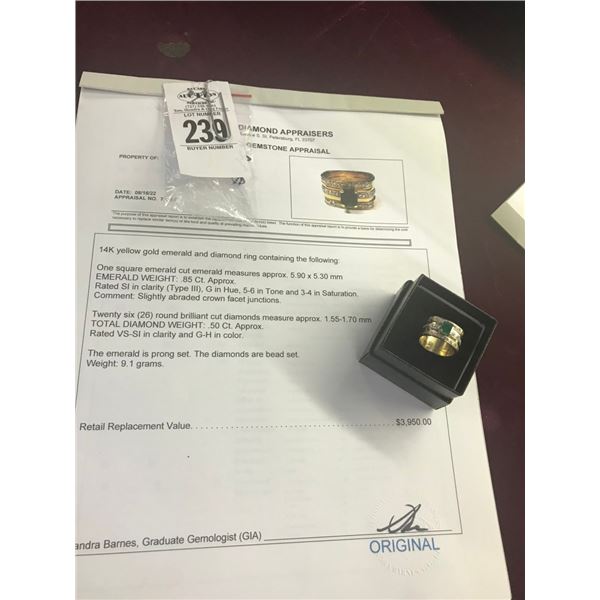 AUCTION
LOT NUMBER
239
BUYER NUMBER
DIAMOND APPRAISERS
St. Petersburg, FL 33707
GEMSTONE APPRAISAL
PROPERTY OF:
DATE: 08/16/22
APPRAISAL NO. 7
14K yellow gold emerald and diamond ring containing the following:
One square emerald cut emerald measures approx. 5.90 x 5.30 mm
EMERALD WEIGHT: .85 Ct. Approx.
Rated SI in clarity (Type III), G in Hue, 5-6 in Tone and 3-4 in Saturation.
Comment: Slightly abraded crown facet junctions.
Twenty six (26) round brilliant cut diamonds measure approx. 1.55-1.70 mm
TOTAL DIAMOND WEIGHT: .50 Ct. Approx.
Rated VS-SI in clarity and G-H in color.
The emerald is prong set. The diamonds are bead set.
Weight: 9.1 grams.
Retail Replacement Value. . . . . . . . . . . . . . . . . . . . . . . . . . . . . . . . . . . . . . $3,950.00
andra Barnes, Graduate Gemologist (GIA)
ORIGINAL